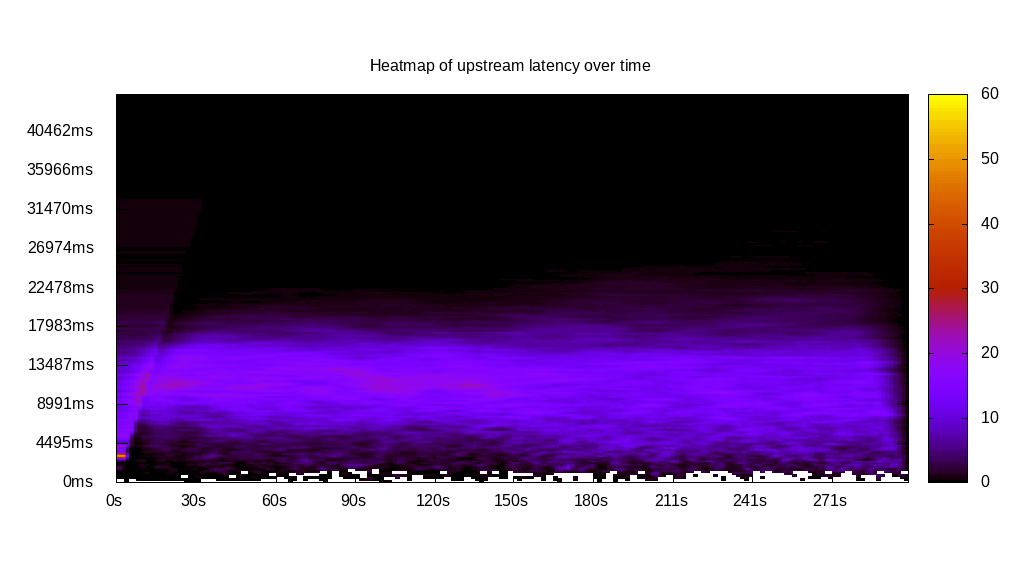 Heatmap of upstream latency over time
40462ms
35966ms
31470ms
26974ms
22478ms
17983ms
13487ms
8991ms
4495ms
0ms
0s 30s 60s 90s 120s 150s 180s 211s 241s 271s
60
50
40
30
20
10
0